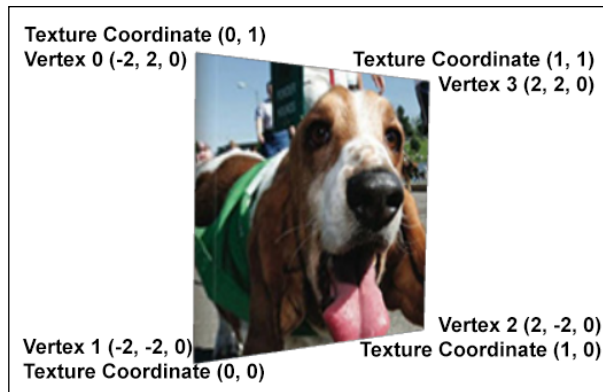 Texture Coordinate (0, 1)
Vertex 0 (-2, 2, 0)
Texture Coordinate (1, 1)
Vertex 3 (2, 2, 0)
Vertex 2 (2, -2, 0)
Texture Coordinate (1, 0)
Vertex 1 (-2, -2, 0)
Texture Coordinate (0, 0)